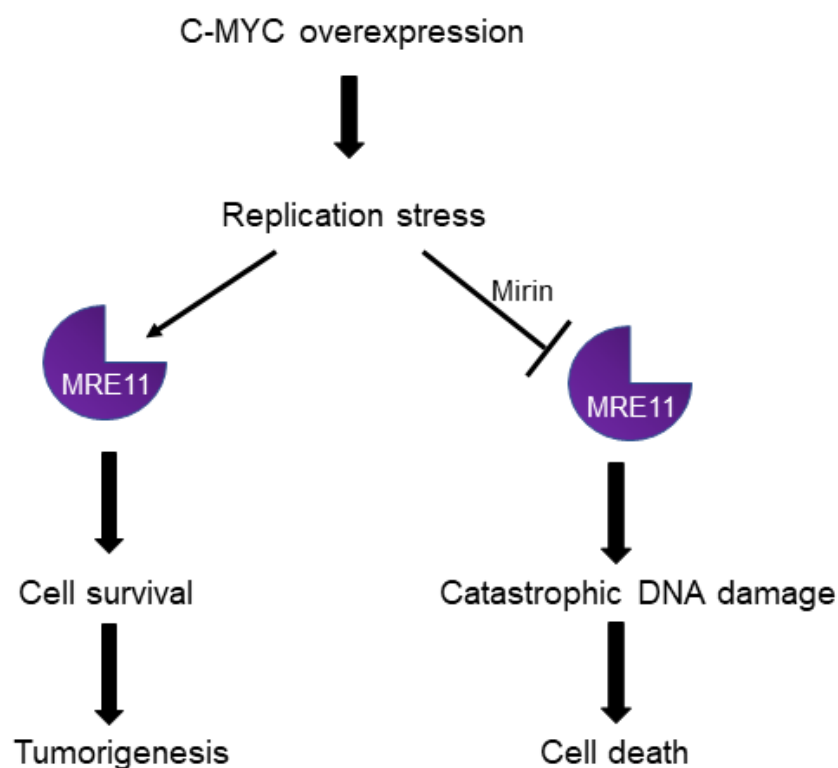 C-MYC overexpression
Replication stress
Mirin
MRE11
MRE11
Cell survival
Catastrophic DNA damage
Tumorigenesis
Cell death